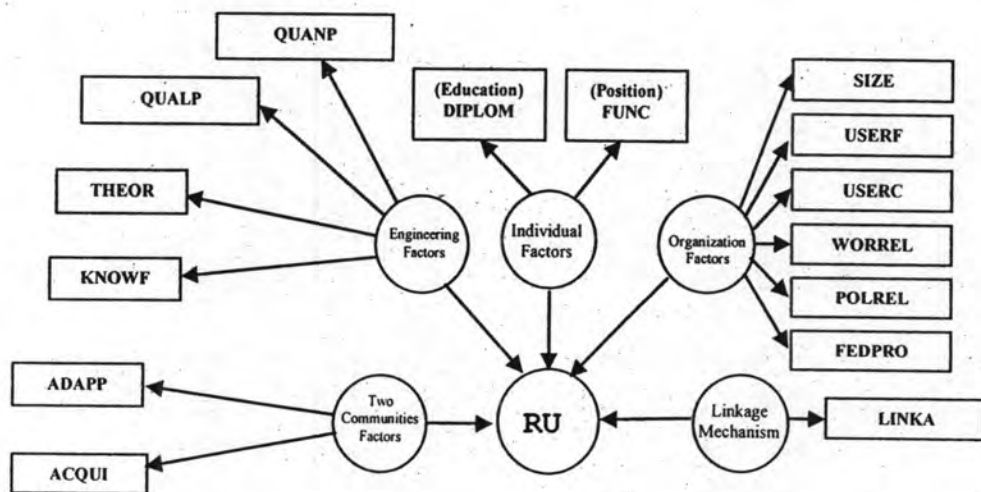 QUANP
QUALP
(Education)
DIPLOM
(Position)
FUNC
SIZE
USERF
THEOR
USERC
Engineering
Factors
Individual
Factors
Organization
Factors
WORREL
KNOWF
POLREL
FEDPRO
ADAPP
Two
Communities
Factors
RU
Linkage
Mechanism
LINKA
ACQUI